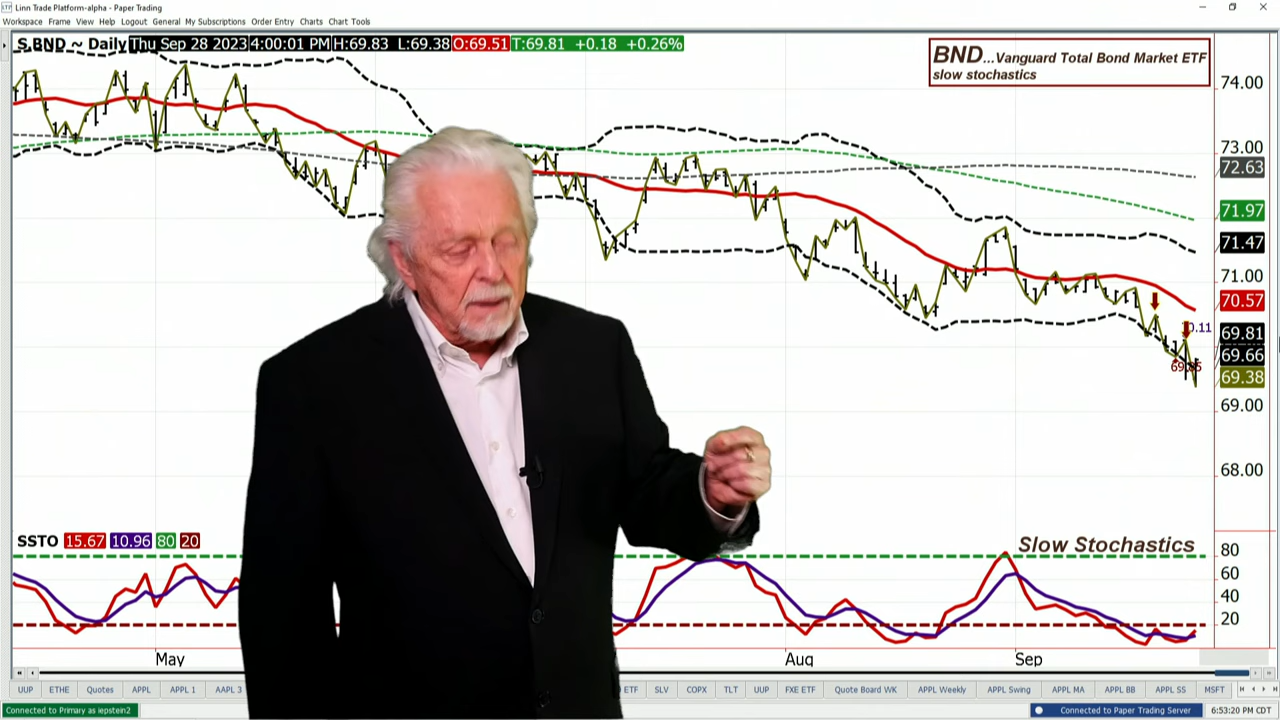 Linn Trade Platform-alpha - Paper Trading
Workspace Frame View Help Logout General My Subscriptions Order Entry Charts Chart Tools
S.BND ~ Daily Thu Sep 28 2023 4:00:01 PM H:69.83 L:69.38 O:69.51 T:69.81 +0.18 +0.26%
BND...Vanguard Total Bond Market ETF
slow stochastics
74.00
73.00
72.63
71.97
71.47
71.00
70.57
69.81
69.66
69.38
69.00
68.00
SSTO 15.67 10.96 80 20
Slow Stochastics
80
60
40
20
May Aug Sep
UUP ETHE Quotes APPL APPL 1 AAPL 3 ETF SLV COPX TLT UUP FXE ETF Quote Board WK APPL Weekly APPL Swing APPL MA APPL BB APPL SS MSFT
Connected to Primary as iepstein2 Connected to Paper Trading Server 6:53:20 PM CDT